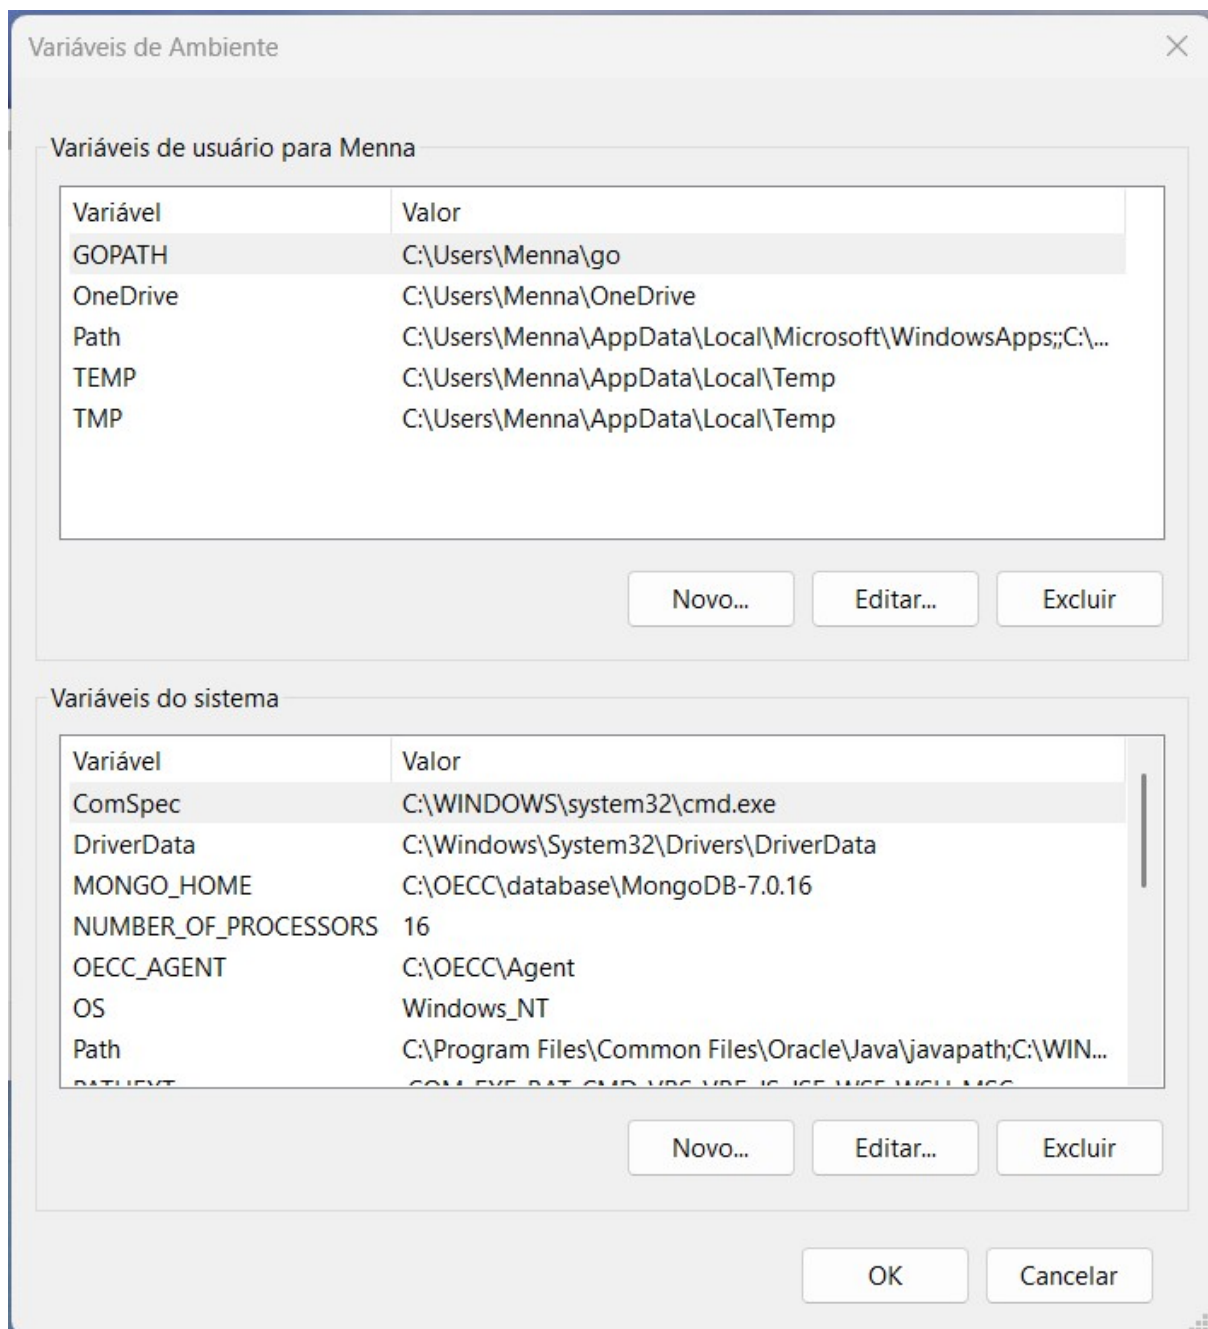 Variáveis de Ambiente
Variáveis de usuário para Menna
Variável Valor
GOPATH C:\Users\Menna\go
OneDrive C:\Users\Menna\OneDrive
Path C:\Users\Menna\AppData\Local\Microsoft\WindowsApps;;C:\...
TEMP C:\Users\Menna\AppData\Local\Temp
TMP C:\Users\Menna\AppData\Local\Temp
Novo... Editar... Excluir
Variáveis do sistema
Variável Valor
ComSpec C:\WINDOWS\system32\cmd.exe
DriverData C:\Windows\System32\Drivers\DriverData
MONGO_HOME C:\OECC\database\MongoDB-7.0.16
NUMBER_OF_PROCESSORS 16
OECC_AGENT C:\OECC\Agent
OS Windows_NT
Path C:\Program Files\Common Files\Oracle\Java\javapath;C:\WIN...
Novo... Editar... Excluir
OK Cancelar